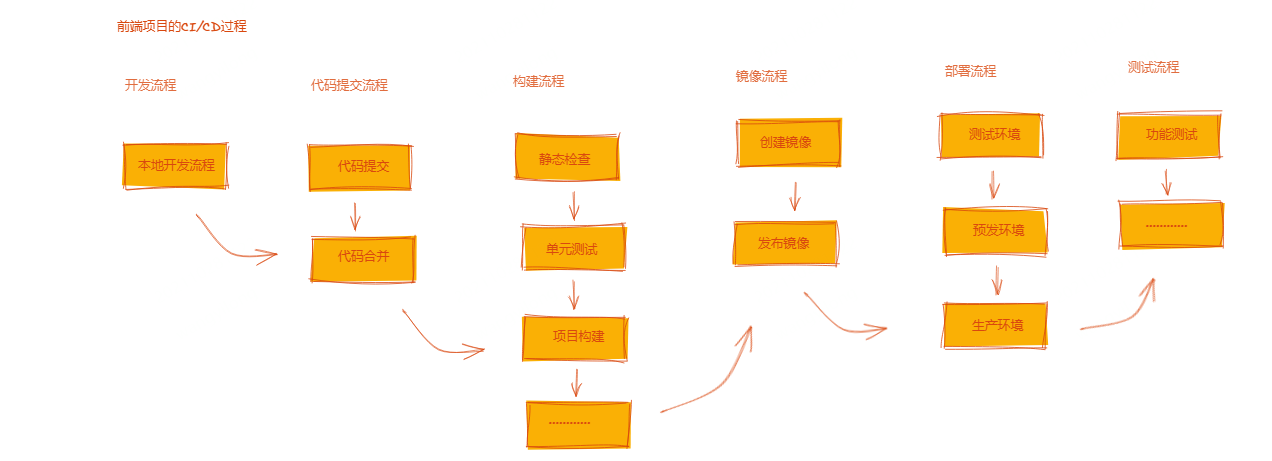 前端项目的CI/CD过程
开发流程
本地开发流程
代码提交流程
代码提交
代码合并
构建流程
静态检查
单元测试
项目构建
............
镜像流程
创建镜像
发布镜像
部署流程
测试环境
预发环境
生产环境
测试流程
功能测试
............